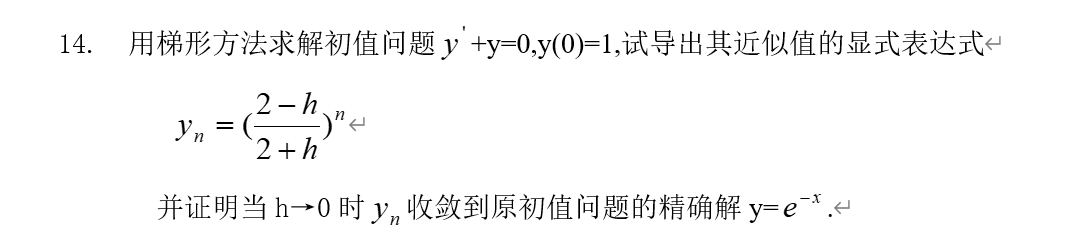 14. 用梯形方法求解初值问题 y'+y=0,y(0)=1,试导出其近似值的显式表达式↵
y_n = (\frac{2-h}{2+h})^n↵
并证明当 h→0 时 y_n 收敛到原初值问题的精确解 y=e^{-x}.↵